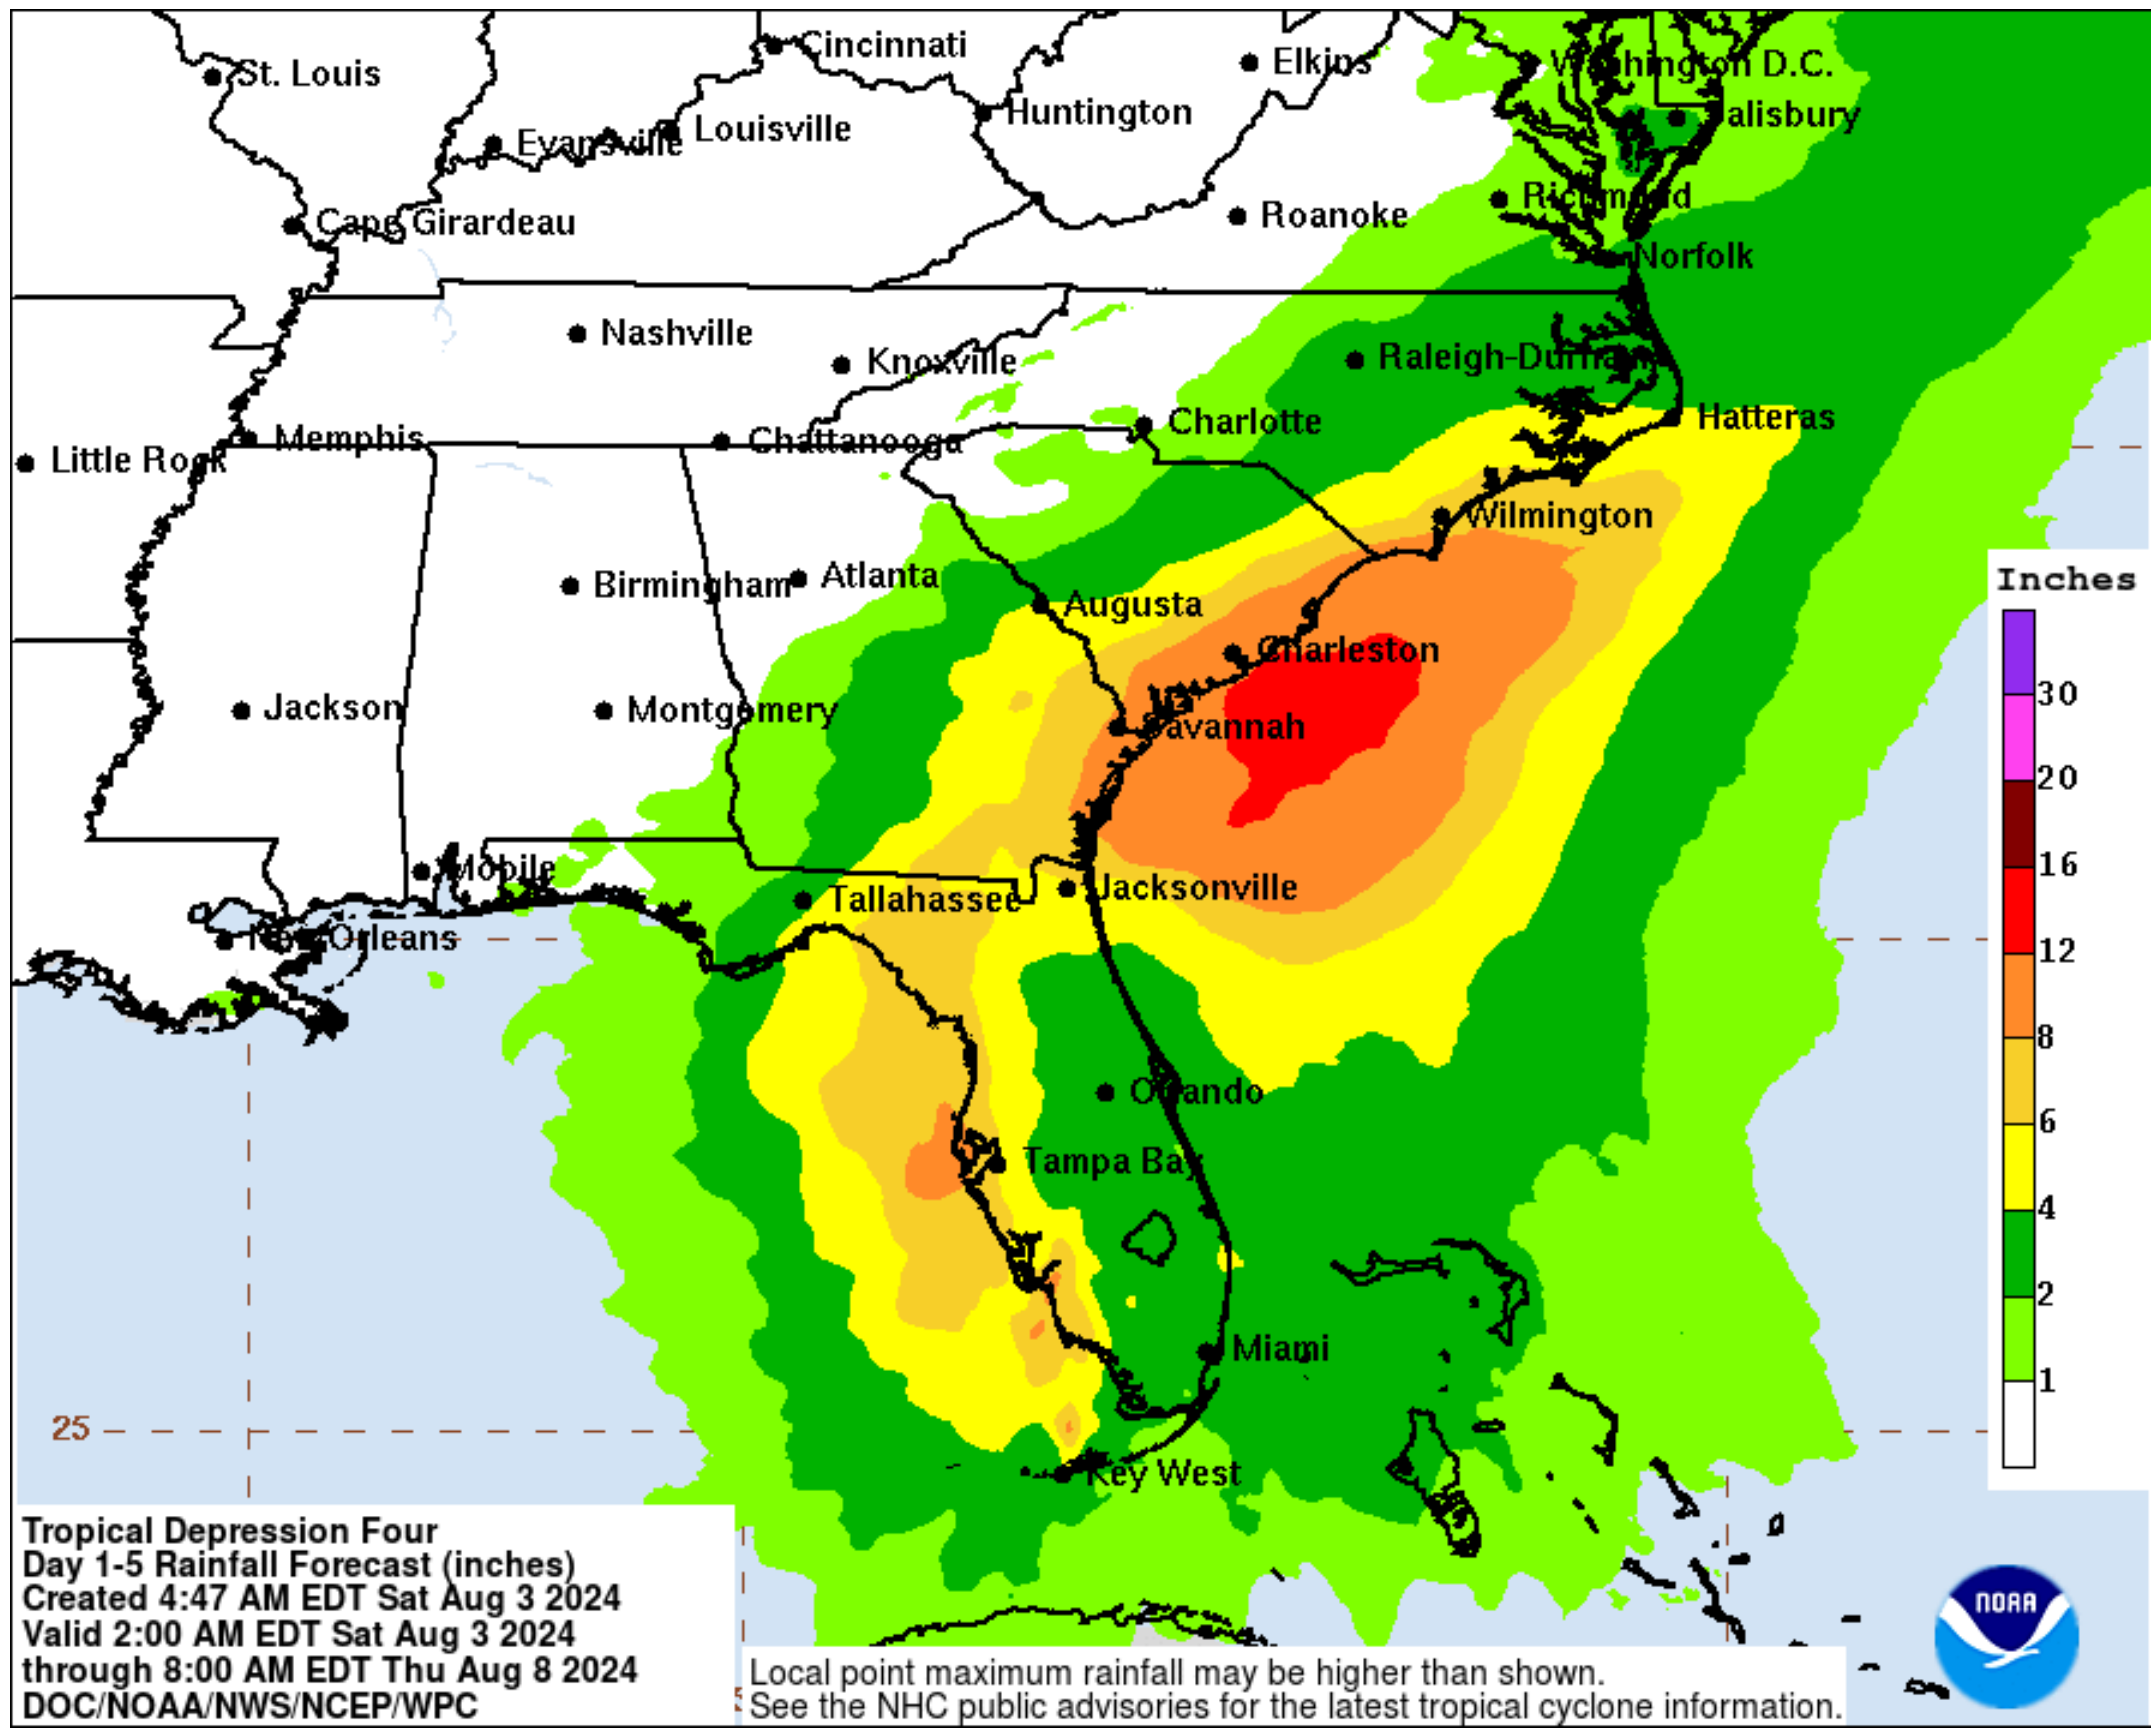 Cincinnati
Elkins
Washington D.C.
St. Louis
Huntington
Salisbury
Louisville
Evansville
Richmond
Cape Girardeau
Roanoke
Norfolk
Nashville
Knoxville
Raleigh-Durham
Charlotte
Hatteras
Memphis
Chattanooga
Little Rock
Wilmington
Birmingham
Atlanta
Augusta
Inches
Charleston
30
Jackson
Montgomery
Savannah
20
16
Mobile
Jacksonville
Tallahassee
New Orleans
12
8
Orlando
6
Tampa Bay
4
2
Miami
1
25
Key West
Tropical Depression Four
Day 1-5 Rainfall Forecast (inches)
Created 4:47 AM EDT Sat Aug 3 2024
Valid 2:00 AM EDT Sat Aug 3 2024
through 8:00 AM EDT Thu Aug 8 2024
DOC/NOAA/NWS/NCEP/WPC
Local point maximum rainfall may be higher than shown.
See the NHC public advisories for the latest tropical cyclone information.
NOAA